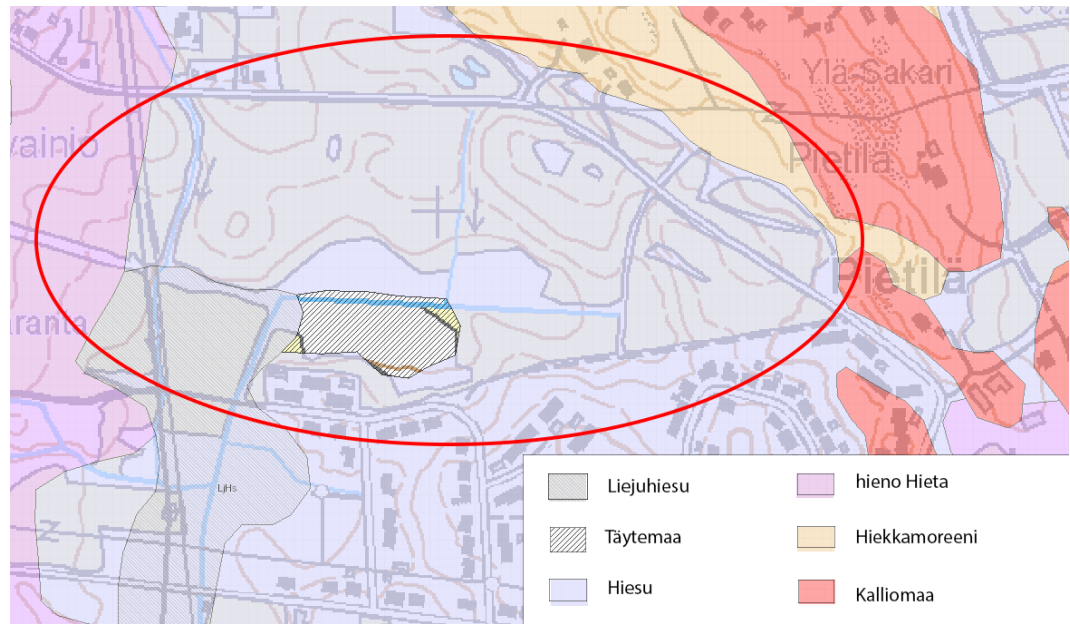 Ylä-Sakari
vainio
Pietilä
Pietilä
aranta
LjHs
Liejuhiesu
hieno Hieta
Täytemaa
Hiekkamoreeni
Hiesu
Kalliomaa